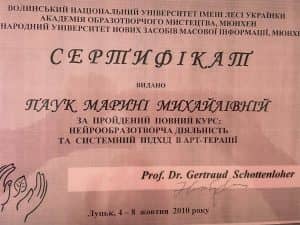 ВОЛИНСЬКИЙ НАЦІОНАЛЬНИЙ УНІВЕРСИТЕТ ІМЕНІ ЛЕСІ УКРАЇНКИ
АКАДЕМІЯ ОБРАЗОТВОРЧОГО МИСТЕЦТВА, МЮНХЕН
НАРОДНИЙ УНІВЕРСИТЕТ НОВИХ ЗАСОБІВ МАСОВОЇ ІНФОРМАЦІЇ, МЮНХЕН
СЕРТИФІКАТ
ВИДАНО
ПАУК МАРИНІ МИХАЙЛІВНІЙ
ЗА ПРОЙДЕНИЙ ПОВНИЙ КУРС:
НЕЙРООБРАЗОТВОРЧА ДІЯЛЬНІСТЬ
ТА СИСТЕМНИЙ ПІДХІД В АРТ-ТЕРАПІЇ
Prof. Dr. Gertraud Schottenloher
Луцьк, 4 – 8 жовтня 2010 року